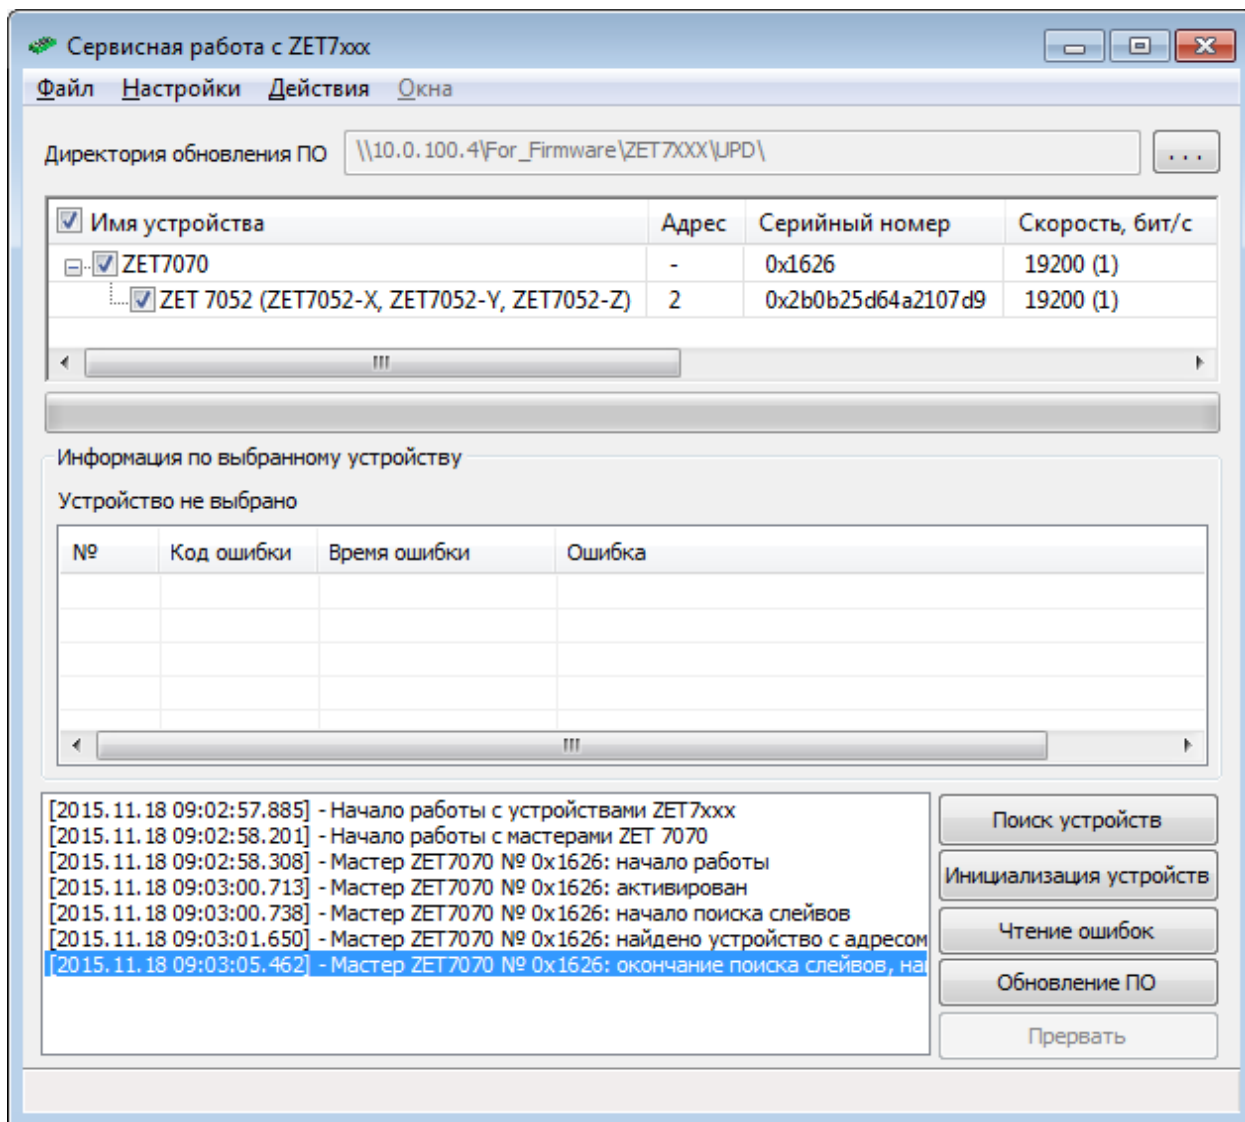 Сервисная работа с ZET7xxx
Файл Настройки Действия Окна
Директория обновления ПО \\10.0.100.4\For_Firmware\ZET7XXX\UPD\ ...
Имя устройства Адрес Серийный номер Скорость, бит/с
ZET7070 - 0x1626 19200 (1)
ZET 7052 (ZET7052-X, ZET7052-Y, ZET7052-Z) 2 0x2b0b25d64a2107d9 19200 (1)
Информация по выбранному устройству
Устройство не выбрано
№ Код ошибки Время ошибки Ошибка
[2015.11.18 09:02:57.885] - Начало работы с устройствами ZET7xxx
[2015.11.18 09:02:58.201] - Начало работы с мастерами ZET 7070
[2015.11.18 09:02:58.308] - Мастер ZET7070 № 0x1626: начало работы
[2015.11.18 09:03:00.713] - Мастер ZET7070 № 0x1626: активирован
[2015.11.18 09:03:00.738] - Мастер ZET7070 № 0x1626: начало поиска слейвов
[2015.11.18 09:03:01.650] - Мастер ZET7070 № 0x1626: найдено устройство с адресом
[2015.11.18 09:03:05.462] - Мастер ZET7070 № 0x1626: окончание поиска слейвов,
Поиск устройств
Инициализация устройств
Чтение ошибок
Обновление ПО
Прервать